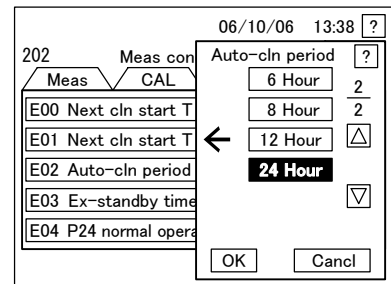 06/10/06 13:38 ?
202 Meas con
Meas CAL
E00 Next cln start T
E01 Next cln start T
E02 Auto-cln period
E03 Ex-standby time
E04 P24 normal opera
Auto-cln period ?
6 Hour
8 Hour
12 Hour
24 Hour
2
2
OK Cancl